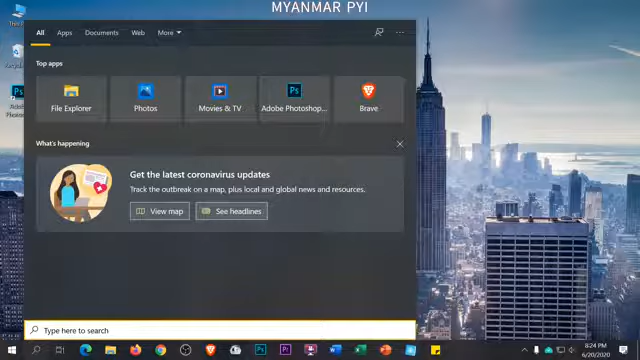 MYANMAR PYI
All Apps Documents Web More
Top apps
File Explorer Photos Movies & TV Adobe Photoshop... Brave
What's happening
Get the latest coronavirus updates
Track the outbreak on a map, plus local and global news and resources.
View map See headlines
Type here to search
8:24 PM
6/20/2020